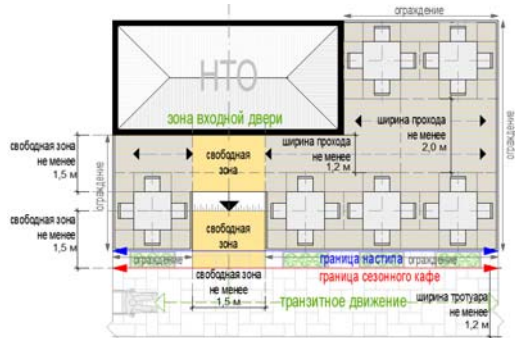 ограждение
НТО
зона входной двери
свободная зона
не менее
1,5 м
ограждение
свободная
зона
ширина прохода
не менее
1,2 м
ширина прохода
не менее
2,0 м
ограждение
свободная зона
не менее
1,5 м
свободная
зона
граница настила
ограждение
ограждение
граница сезонного кафе
свободная зона
не менее
1,5 м
транзитное движение
ширина тротуара
не менее
1,2 м